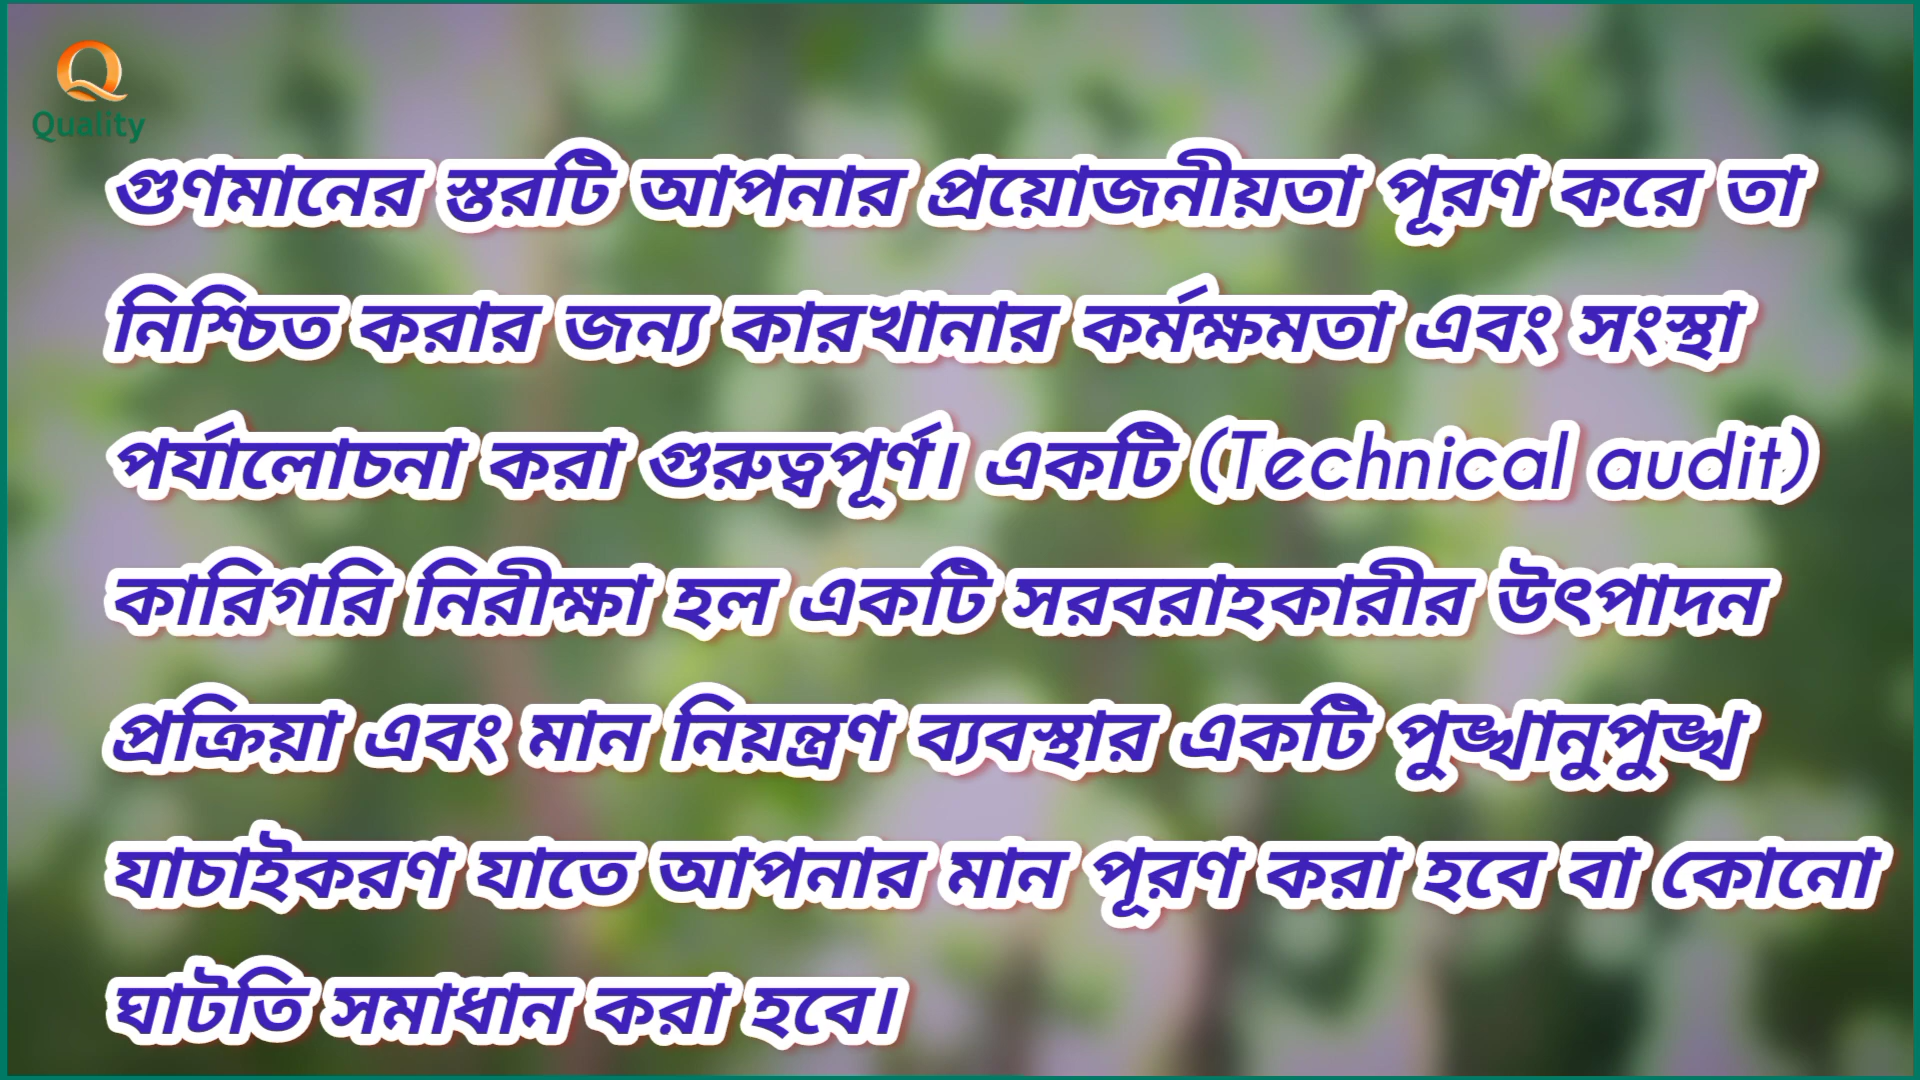 Quality
গুণমানের স্তরটি আপনার প্রয়োজনীয়তা পূরণ করে তা
নিশ্চিত করার জন্য কারখানার কর্মক্ষমতা এবং সংস্থা
পর্যালোচনা করা গুরুত্বপূর্ণ। একটি (Technical audit)
কারিগরি নিরীক্ষা হল একটি সরবরাহকারীর উৎপাদন
প্রক্রিয়া এবং মান নিয়ন্ত্রণ ব্যবস্থার একটি পুঙ্খানুপুঙ্খ
যাচাইকরণ যাতে আপনার মান পূরণ করা হবে বা কোনো
ঘাটতি সমাধান করা হবে।